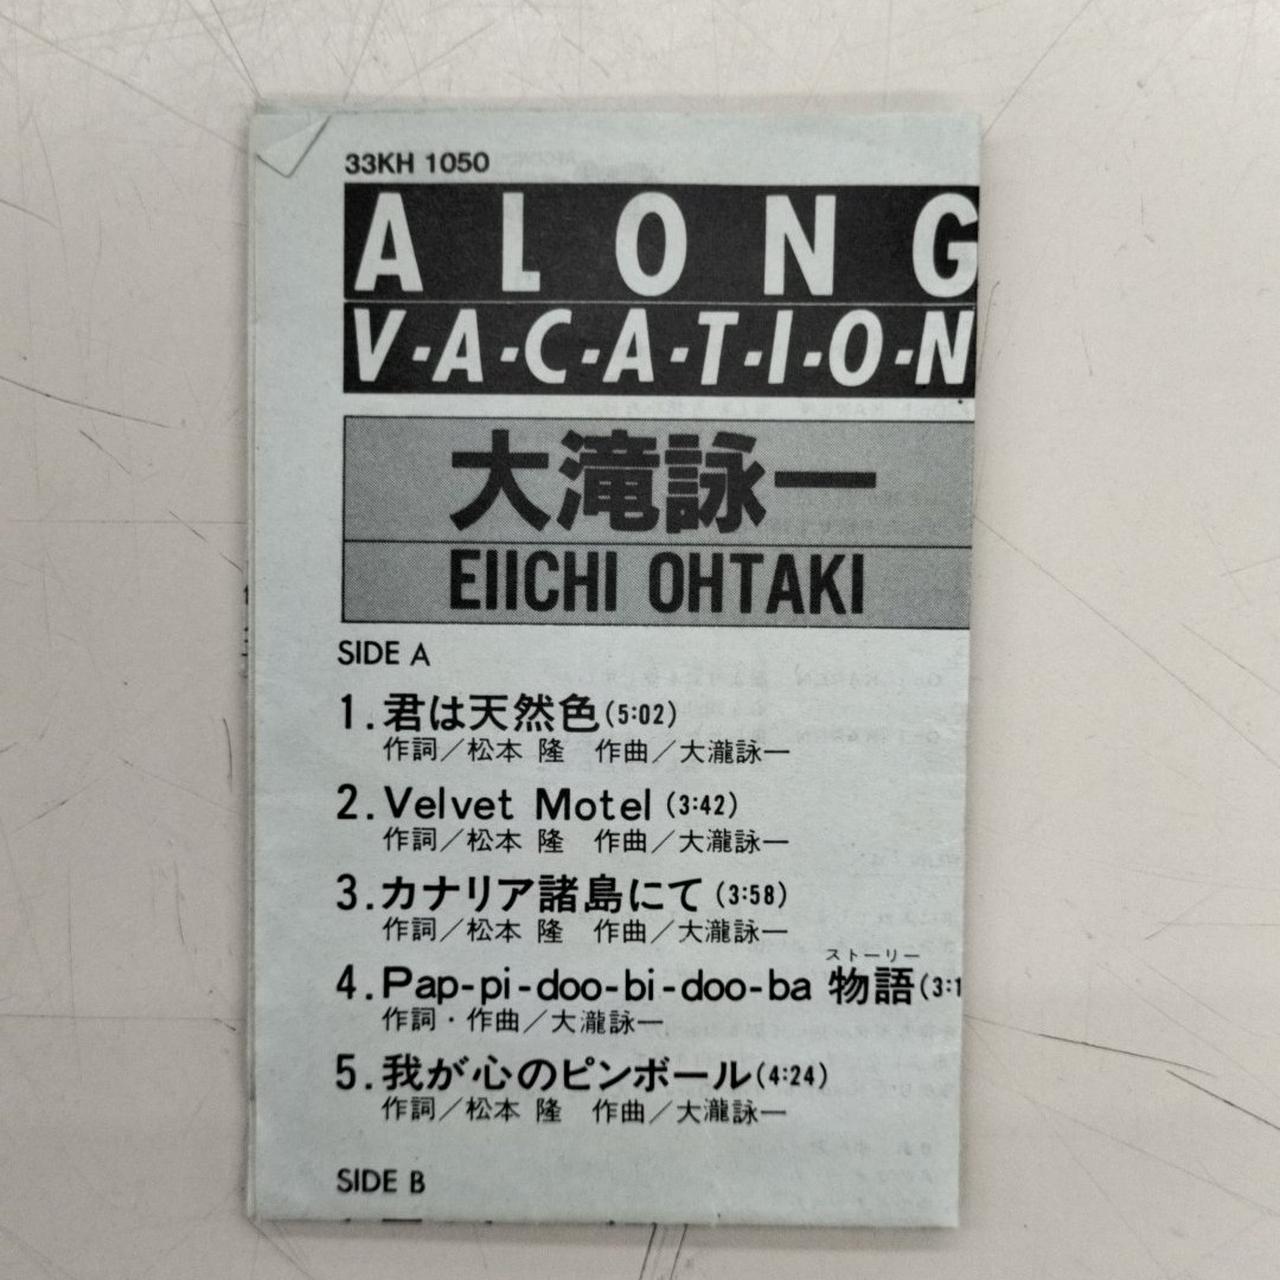 33KH 1050
A LONG
V·A·C·A·T·I·O·N
大滝詠一
EIICHI OHTAKI
SIDE A
1.君は天然色(5:02)
作詞／松本 隆 作曲／大瀧詠一
2.Velvet Motel (3:42)
作詞／松本 隆 作曲／大瀧詠一
3.カナリア諸島にて(3:58)
作詞／松本 隆 作曲／大瀧詠一
ストーリー
4.Pap-pi-doo-bi-doo-ba 物語(3:1
作詞・作曲／大瀧詠一
5.我が心のピンボール(4:24)
作詞／松本 隆 作曲／大瀧詠一
SIDE B